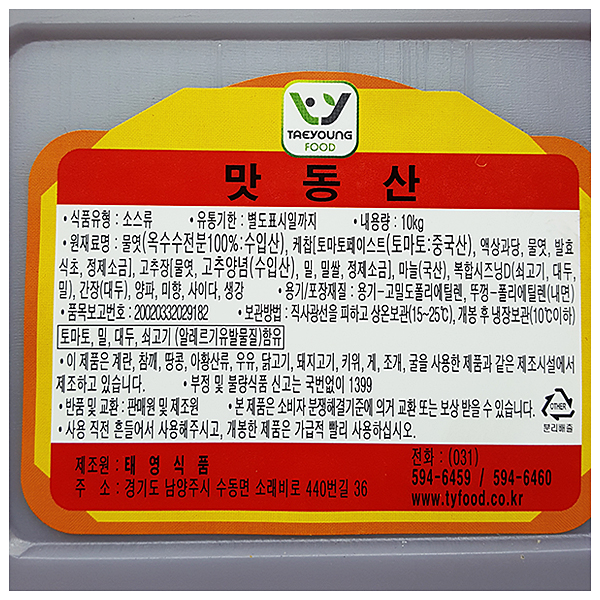 TAEYOUNG
FOOD
맛동산
• 식품유형 : 소스류 • 유통기한 : 별도표시일까지 • 내용량 : 10kg
• 원재료명 : 물엿(옥수수전분100%:수입산), 케찹[토마토페이스트(토마토:중국산), 액상과당, 물엿, 발효
식초, 정제소금], 고추장[물엿, 고추양념(수입산), 밀, 밀쌀, 정제소금], 마늘(국산), 복합시즈닝D(쇠고기, 대두,
밀), 간장(대두), 양파, 미향, 사이다, 생강 • 용기/포장재질 : 용기-고밀도폴리에틸렌, 뚜껑-폴리에틸렌(내면)
• 품목보고번호 : 20020332029182 • 보관방법 : 직사광선을 피하고 상온보관(15~25℃), 개봉 후 냉장보관(10℃이하)
토마토, 밀, 대두, 쇠고기 (알레르기유발물질)함유
• 이 제품은 계란, 참깨, 땅콩, 아황산류, 우유, 닭고기, 돼지고기, 키위, 게, 조개, 굴을 사용한 제품과 같은 제조시설에서
제조하고 있습니다. • 부정 및 불량식품 신고는 국번없이 1399
• 반품 및 교환 : 판매원 및 제조원 • 본 제품은 소비자 분쟁해결기준에 의거 교환 또는 보상 받을 수 있습니다.
OTHER
분리배출
• 사용 직전 흔들어서 사용해주시고, 개봉한 제품은 가급적 빨리 사용하십시오.
제조원 : 태영식품
주 소 : 경기도 남양주시 수동면 소래비로 440번길 36
전화 : (031)
594-6459 / 594-6460
www.tyfood.co.kr